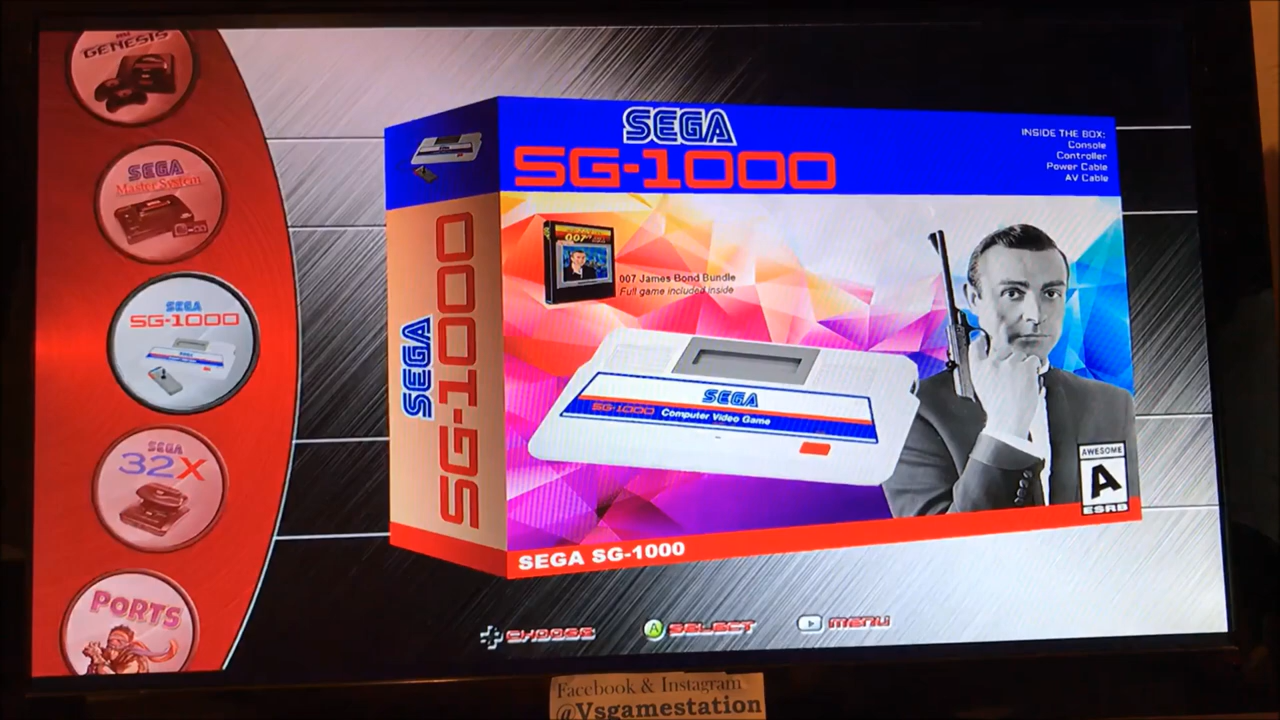 GENESIS
SEGA
Master System
SEGA
SG-1000
SEGA
32X
PORTS
SEGA
SG-1000
SEGA
SG-1000
INSIDE THE BOX:
Console
Controller
Power Cable
AV Cable
007
007 James Bond Bundle
Full game included inside
SEGA
SG-1000 Computer Video Game
AWESOME
A
ESRB
SEGA SG-1000
CHOOSE
A SELECT
MENU
Facebook & Instagram
@Vsgamestation